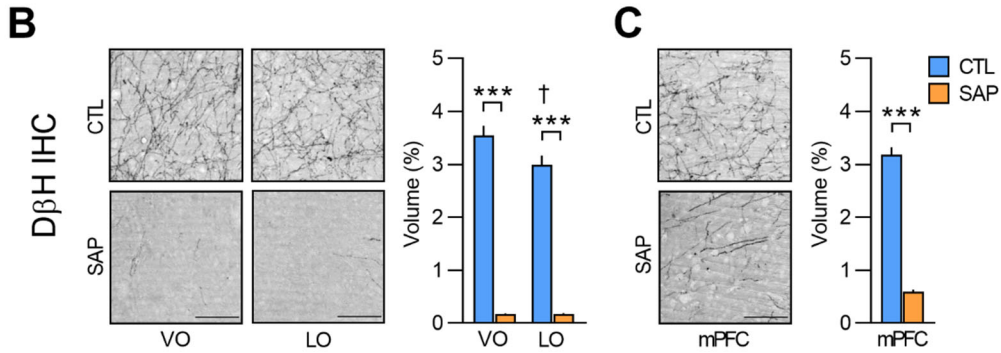 B
DβH IHC
CTL
SAP
VO
LO
Volume (%)
5
4
3
2
1
0
***
†
***
VO
LO
C
CTL
SAP
mPFC
Volume (%)
5
4
3
2
1
0
***
mPFC
CTL
SAP